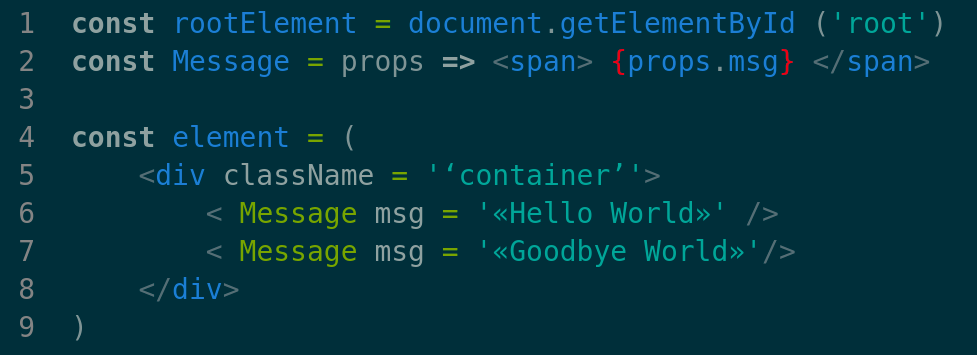 1 const rootElement = document.getElementById ('root')
2 const Message = props => <span> {props.msg} </span>
3
4 const element = (
5     <div className = '‘container’'>
6         < Message msg = '«Hello World»' />
7         < Message msg = '«Goodbye World»'/>
8     </div>
9 )